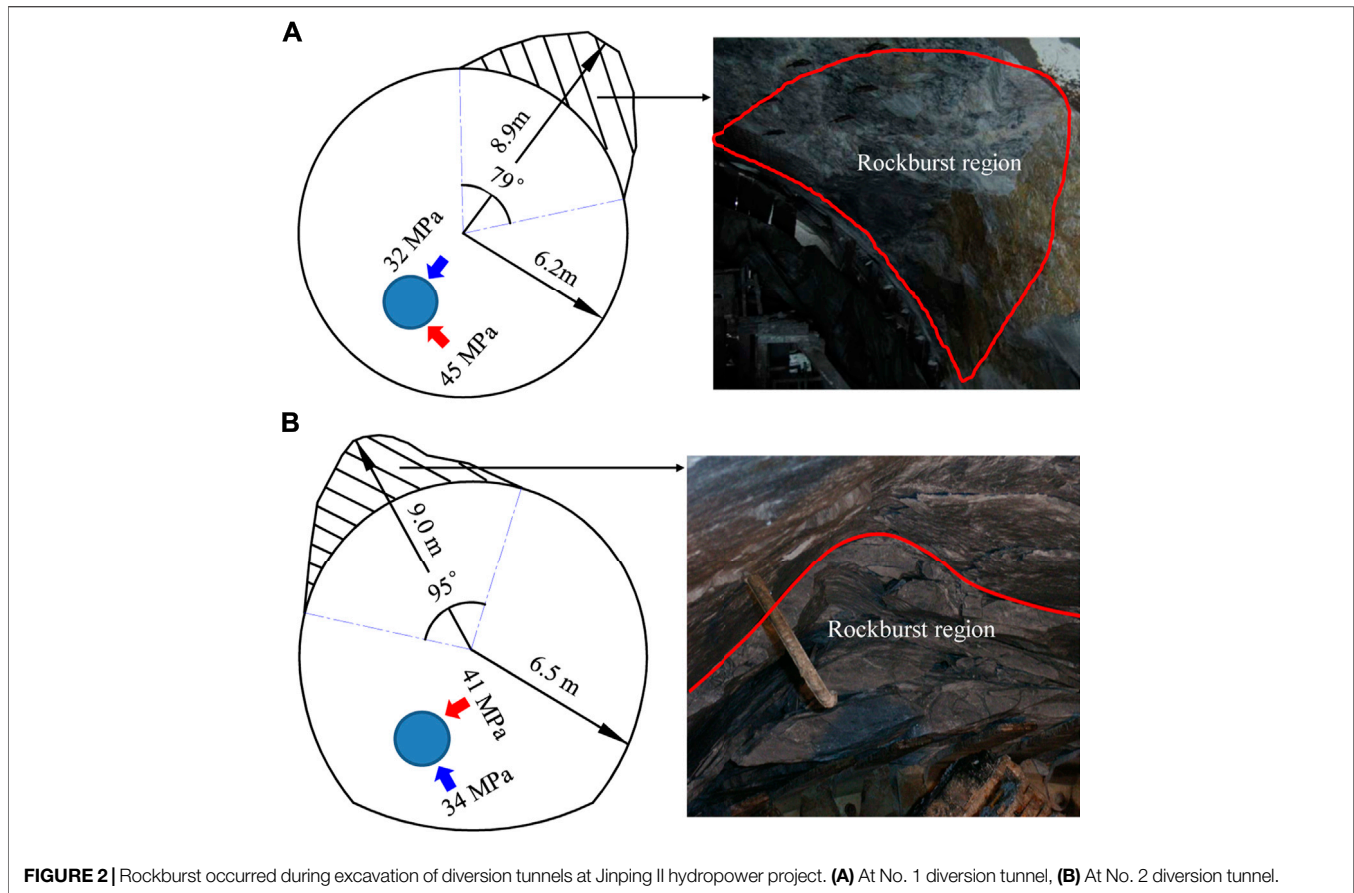 A
8.9m
79°
Rockburst region
32 MPa
6.2m
45 MPa
B
9.0 m
95°
Rockburst region
6.5 m
41 MPa
34 MPa
FIGURE 2 | Rockburst occurred during excavation of diversion tunnels at Jinping II hydropower project. (A) At No. 1 diversion tunnel, (B) At No. 2 diversion tunnel.